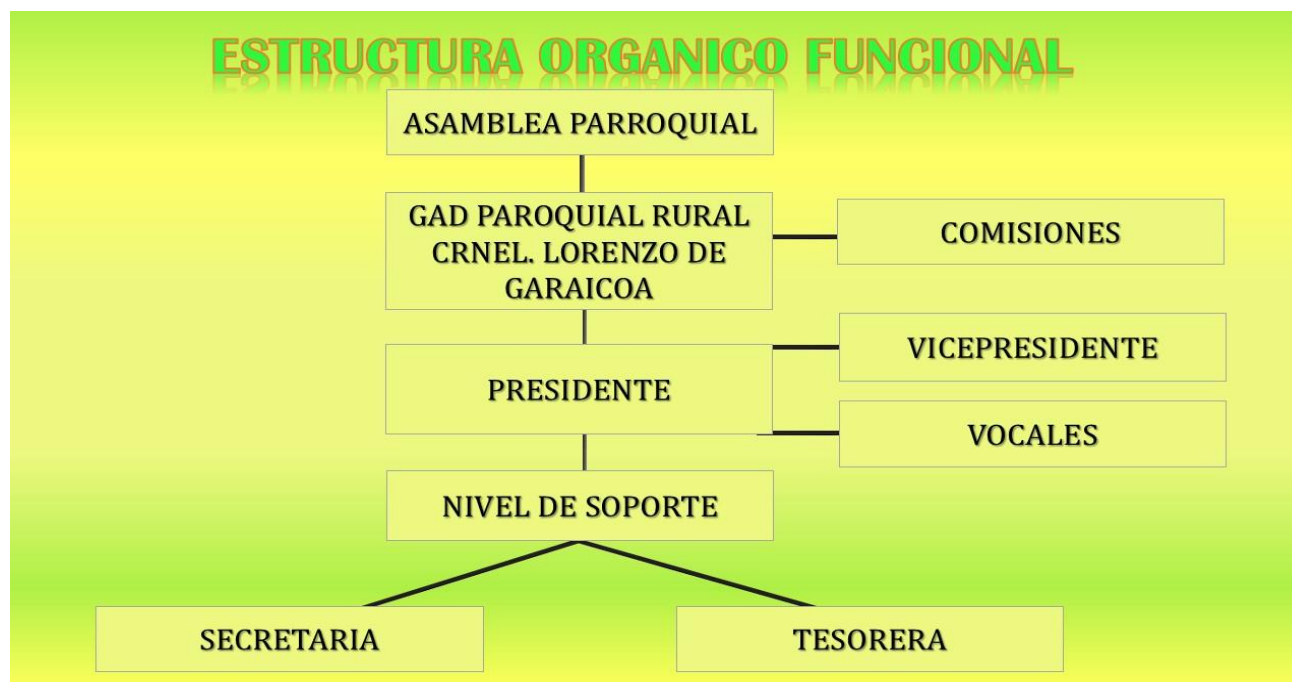 ESTRUCTURA ORGANICO FUNCIONAL
ASAMBLEA PARROQUIAL
GAD PAROQUIAL RURAL
CRNEL. LORENZO DE
GARAICOA
COMISIONES
VICEPRESIDENTE
PRESIDENTE
VOCALES
NIVEL DE SOPORTE
SECRETARIA
TESORERA